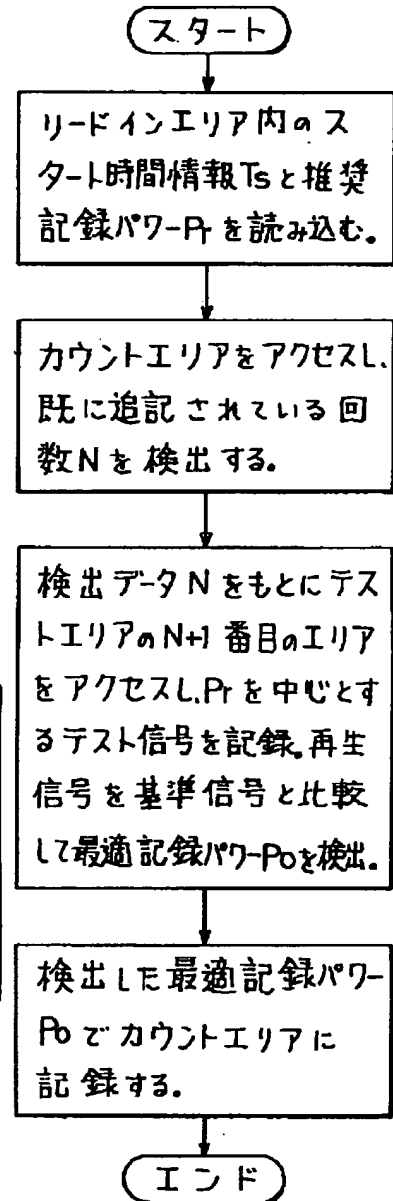 スタート
リードインエリア内のス
タート時間情報Tsと推奨
記録パワーPrを読み込む。
カウントエリアをアクセスし、
既に追記されている回
数Nを検出する。
検出データNをもとにテス
トエリアのN+1番目のエリア
をアクセスし、Prを中心とす
るテスト信号を記録。再生
信号を基準信号と比較
して最適記録パワーPoを検出。
検出した最適記録パワー
Poでカウントエリアに
記録する。
エンド